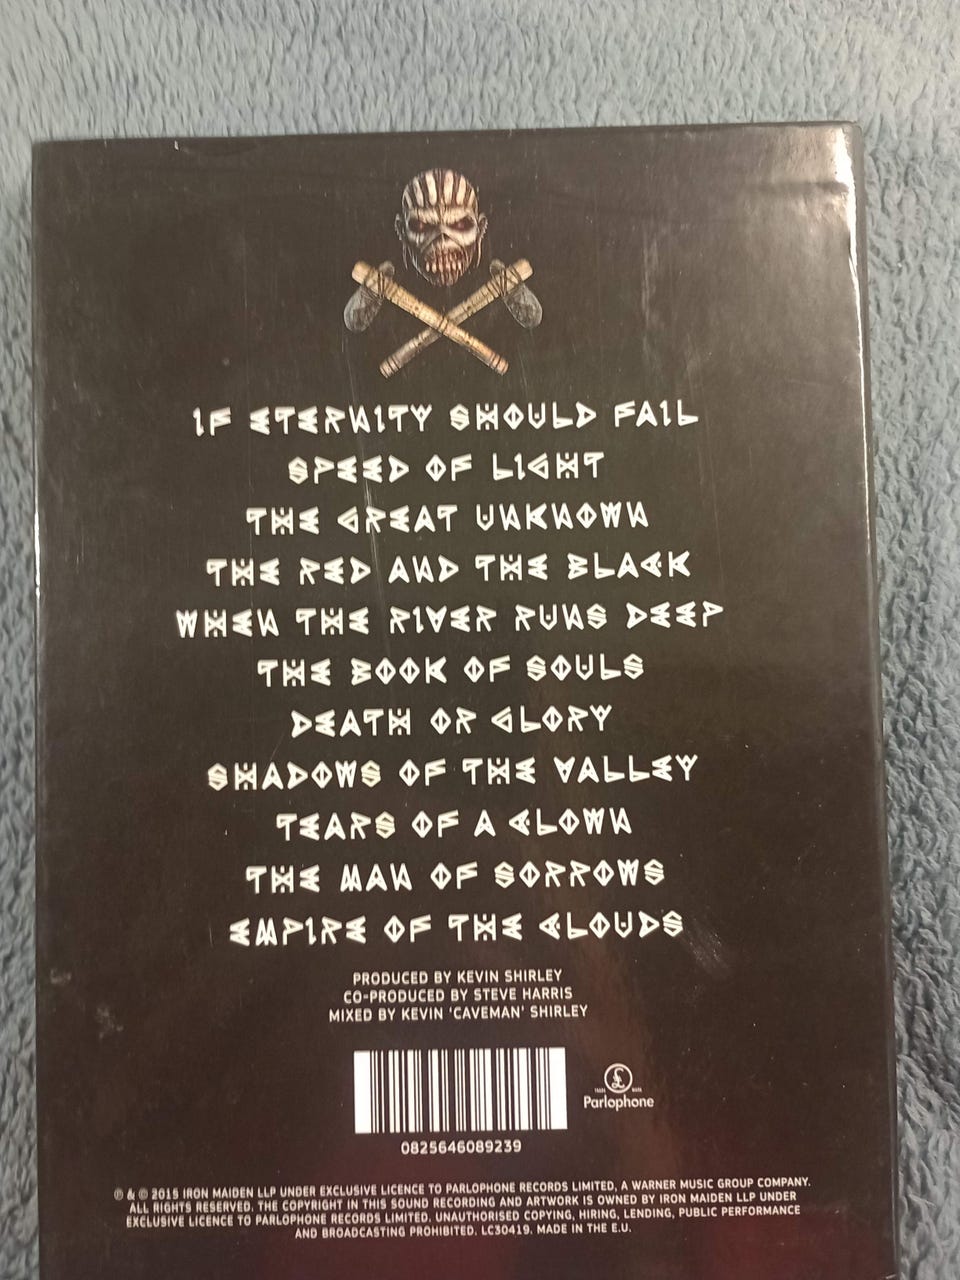 IF ETERNITY SHOULD FAIL
SPEED OF LIGHT
THE GREAT UNKNOWN
THE RED AND THE BLACK
WHEN THE RIVER RUNS DEEP
THE BOOK OF SOULS
DEATH OR GLORY
SHADOWS OF THE VALLEY
TEARS OF A CLOWN
THE MAN OF SORROWS
EMPIRE OF THE CLOUDS
PRODUCED BY KEVIN SHIRLEY
CO-PRODUCED BY STEVE HARRIS
MIXED BY KEVIN 'CAVEMAN' SHIRLEY
£
TRADE MARK
Parlophone
0825646089239
℗ & © 2015 IRON MAIDEN LLP UNDER EXCLUSIVE LICENCE TO PARLOPHONE RECORDS LIMITED, A WARNER MUSIC GROUP COMPANY.
ALL RIGHTS RESERVED. THE COPYRIGHT IN THIS SOUND RECORDING AND ARTWORK IS OWNED BY IRON MAIDEN LLP UNDER
EXCLUSIVE LICENCE TO PARLOPHONE RECORDS LIMITED. UNAUTHORISED COPYING, HIRING, LENDING, PUBLIC PERFORMANCE
AND BROADCASTING PROHIBITED. LC30419. MADE IN THE E.U.